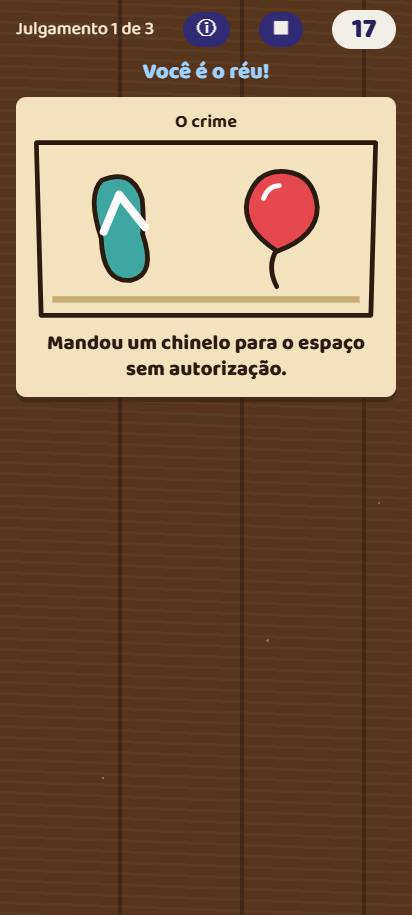 Julgamento 1 de 3
17
Você é o réu!
O crime
Mandou um chinelo para o espaço
sem autorização.